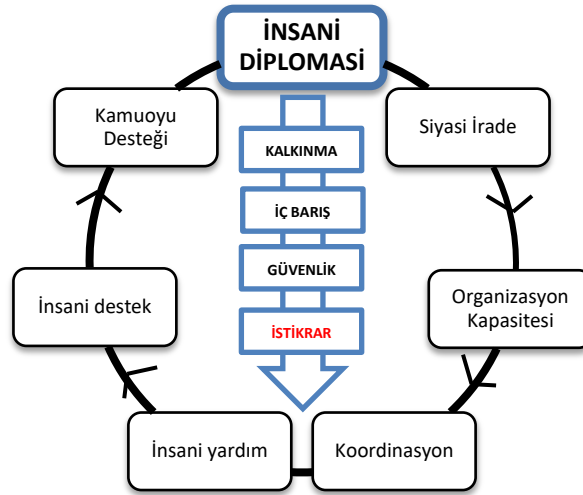 İNSANİ
DİPLOMASİ
Kamuoyu
Desteği
Siyasi İrade
KALKINMA
İÇ BARIŞ
GÜVENLİK
İSTİKRAR
İnsani destek
Organizasyon
Kapasitesi
İnsani yardım
Koordinasyon